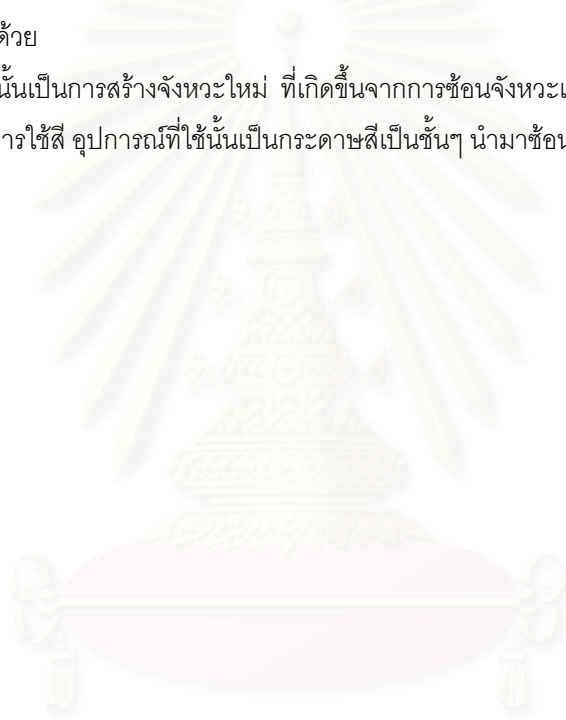 ด้วย
นั้นเป็นการสร้างจังหวะใหม่ ที่เกิดขึ้นจากการซ้อนจังหวะ
การใช้สี อุปการณ์ที่ใช้นั้นเป็นกระดาษสีเป็นชั้นๆ นำมาซ้อน